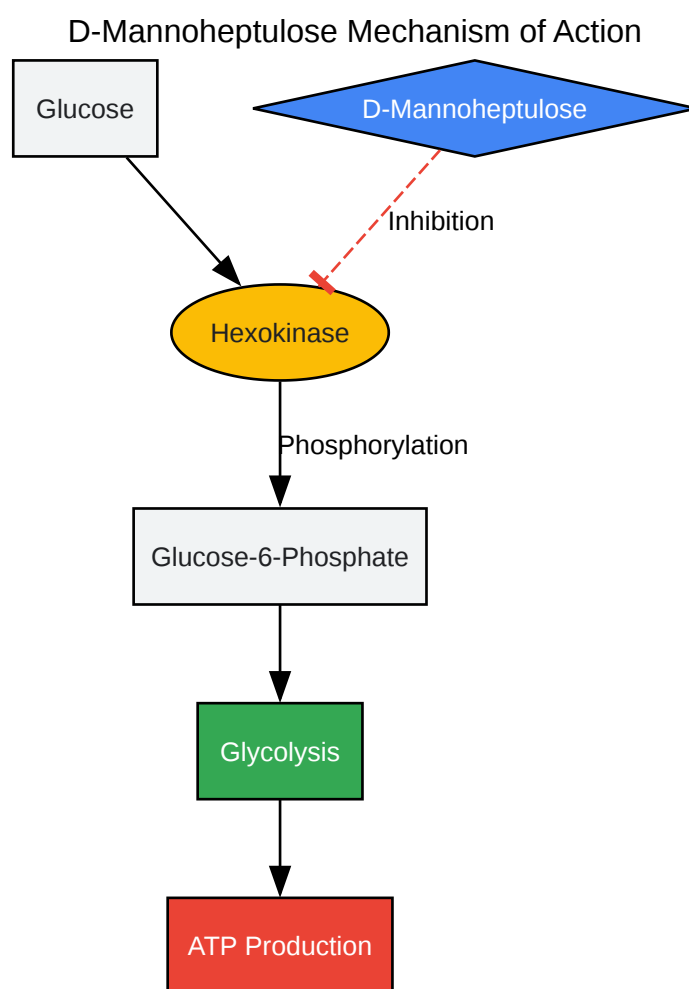 D-Mannoheptulose Mechanism of Action
Glucose
D-Mannoheptulose
Inhibition
Hexokinase
Phosphorylation
Glucose-6-Phosphate
Glycolysis
ATP Production